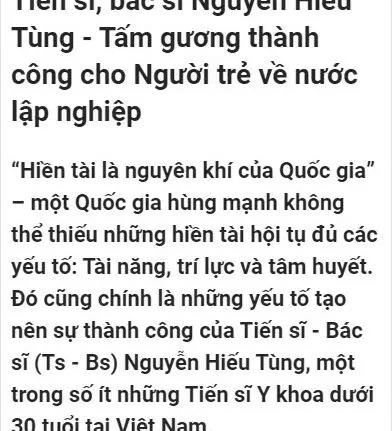 Tiến sĩ, bác sĩ Nguyễn Hiếu
Tùng - Tấm gương thành
công cho Người trẻ về nước
lập nghiệp
“Hiền tài là nguyên khí của Quốc gia”
– một Quốc gia hùng mạnh không
thể thiếu những hiền tài hội tụ đủ các
yếu tố: Tài năng, trí lực và tâm huyết.
Đó cũng chính là những yếu tố tạo
nên sự thành công của Tiến sĩ - Bác
sĩ (Ts - Bs) Nguyễn Hiếu Tùng, một
trong số ít những Tiến sĩ Y khoa dưới
30 tuổi tại Việt Nam.